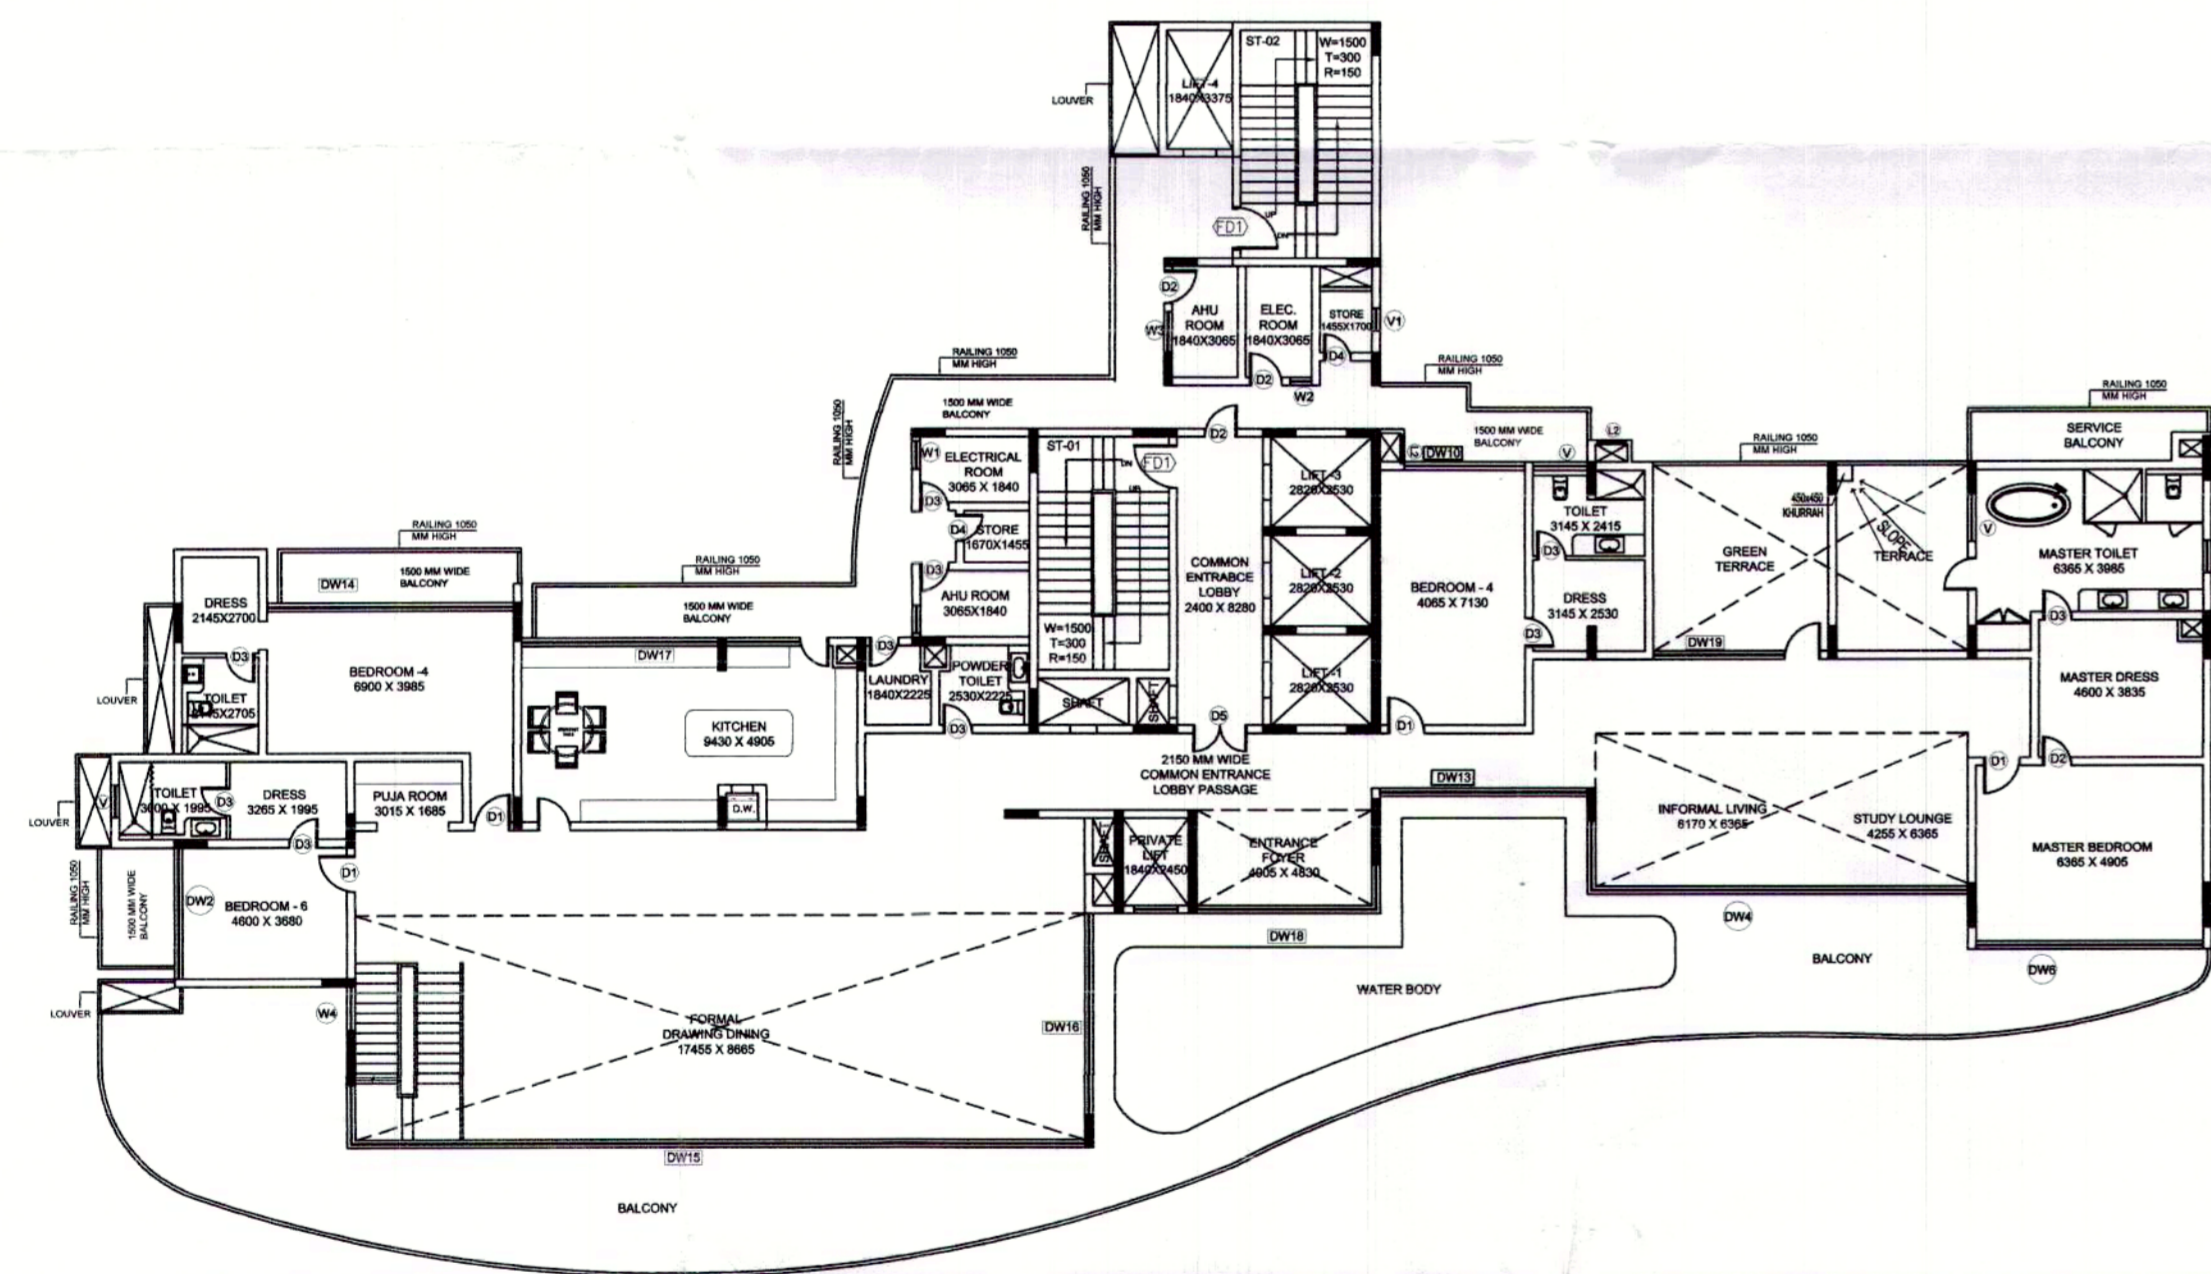 ST-02
W=1500
T=300
R=150
LIFT-4
1840X3375
LOUVER
RAILING 1050
MM HIGH
UP
FD1
DN
D2
AHU
ROOM
1840X3065
ELEC.
ROOM
1840X3065
STORE
1455X1700
V1
W3
D4
D2
W2
RAILING 1050
MM HIGH
RAILING 1050
MM HIGH
RAILING 1050
MM HIGH
RAILING 1050
MM HIGH
1500 MM WIDE
BALCONY
D2
1500 MM WIDE
BALCONY
L2
SERVICE
BALCONY
RAILING 1050
MM HIGH
W1
ELECTRICAL
ROOM
3065 X 1840
D3
ST-01
DN
FD1
UP
LIFT-3
2820X2530
DW10
V
TOILET
3145 X 2415
D3
450x450
KHURRAH
SLOPE
TERRACE
GREEN
TERRACE
V
MASTER TOILET
6365 X 3965
D4
STORE
1670X1455
D3
AHU ROOM
3065X1840
COMMON
ENTRABCE
LOBBY
2400 X 8280
LIFT-2
2820X2530
BEDROOM - 4
4065 X 7130
DRESS
3145 X 2530
D3
DW19
D3
RAILING 1050
MM HIGH
RAILING 1050
MM HIGH
DW14
1500 MM WIDE
BALCONY
1500 MM WIDE
BALCONY
DRESS
2145X2700
D3
BEDROOM -4
6900 X 3985
DW17
D3
W=1500
T=300
R=150
LAUNDRY
1840X2225
POWDER
TOILET
2530X2225
D3
SHAFT
SHAFT
LIFT-1
2820X2530
D5
D1
MASTER DRESS
4600 X 3835
LOUVER
TOILET
2145X2705
KITCHEN
9430 X 4905
D.W.
2150 MM WIDE
COMMON ENTRANCE
LOBBY PASSAGE
DW13
D1
D2
LOUVER
V
TOILET
3000 X 1995
D3
DRESS
3265 X 1995
PUJA ROOM
3015 X 1685
D1
D3
D1
SHAFT
PRIVATE
LIFT
1840X2450
ENTRANCE
FOYER
4905 X 4830
INFORMAL LIVING
6170 X 6365
STUDY LOUNGE
4255 X 6365
MASTER BEDROOM
6365 X 4905
RAILING 1050
MM HIGH
1500 MM WIDE
BALCONY
DW2
BEDROOM - 6
4600 X 3680
DW18
DW4
BALCONY
DW6
WATER BODY
LOUVER
W4
FORMAL
DRAWING DINING
17455 X 8665
DW16
DW15
BALCONY